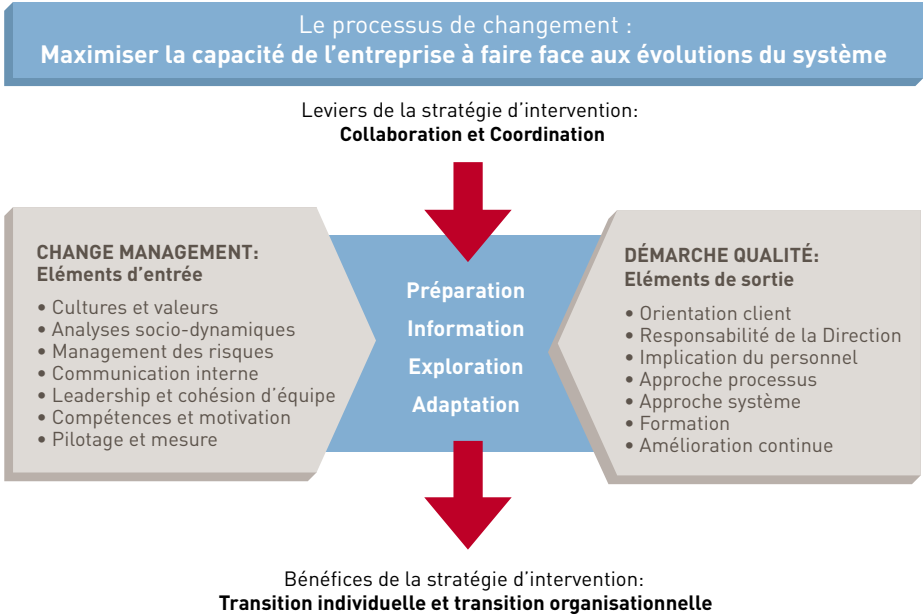 Le processus de changement :
Maximiser la capacité de l'entreprise à faire face aux évolutions du système
Leviers de la stratégie d'intervention:
Collaboration et Coordination
CHANGE MANAGEMENT:
Eléments d'entrée
• Cultures et valeurs
• Analyses socio-dynamiques
• Management des risques
• Communication interne
• Leadership et cohésion d'équipe
• Compétences et motivation
• Pilotage et mesure
Préparation
Information
Exploration
Adaptation
DÉMARCHE QUALITÉ:
Eléments de sortie
• Orientation client
• Responsabilité de la Direction
• Implication du personnel
• Approche processus
• Approche système
• Formation
• Amélioration continue
Bénéfices de la stratégie d'intervention:
Transition individuelle et transition organisationnelle